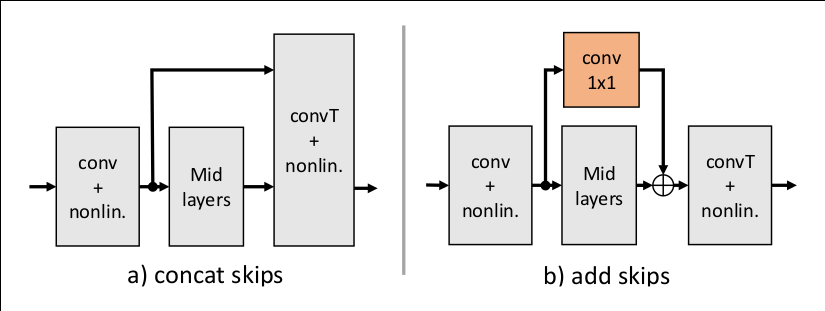 conv
+
nonlin.
Mid
layers
convT
+
nonlin.
a) concat skips
conv
1x1
conv
+
nonlin.
Mid
layers
convT
+
nonlin.
b) add skips